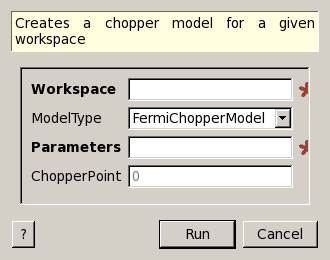 Creates a chopper model for a given
workspace
Workspace
ModelType FermiChopperModel
Parameters
ChopperPoint 0
? Run Cancel